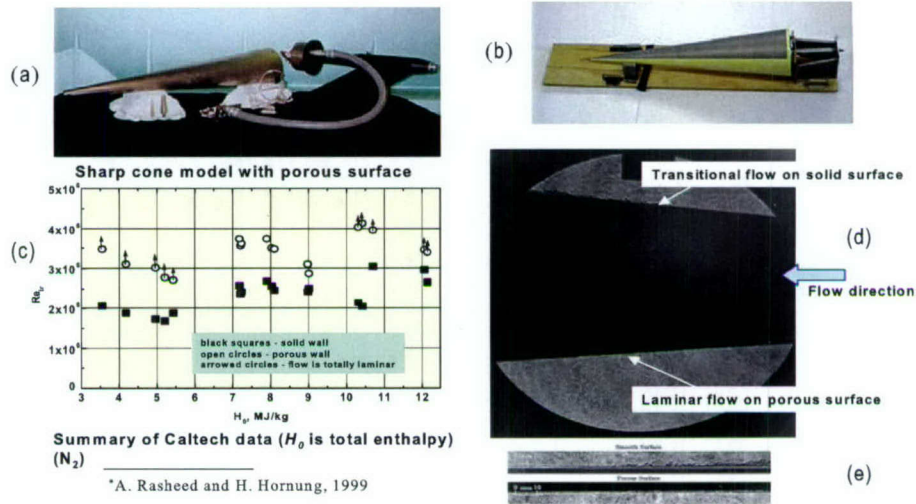 (a)
(b)
Sharp cone model with porous surface
(c)
5x10⁶
4x10⁶
3x10⁶
2x10⁶
1x10⁶
0
Reₜᵣ
black squares - solid wall
open circles - porous wall
arrowed circles - flow is totally laminar
3 4 5 6 7 8 9 10 11 12
H₀, MJ/kg
Summary of Caltech data (H₀ is total enthalpy)
(N₂)
*A. Rasheed and H. Hornung, 1999
Transitional flow on solid surface
(d)
Flow direction
Laminar flow on porous surface
Smooth Surface
Porous Surface
(e)